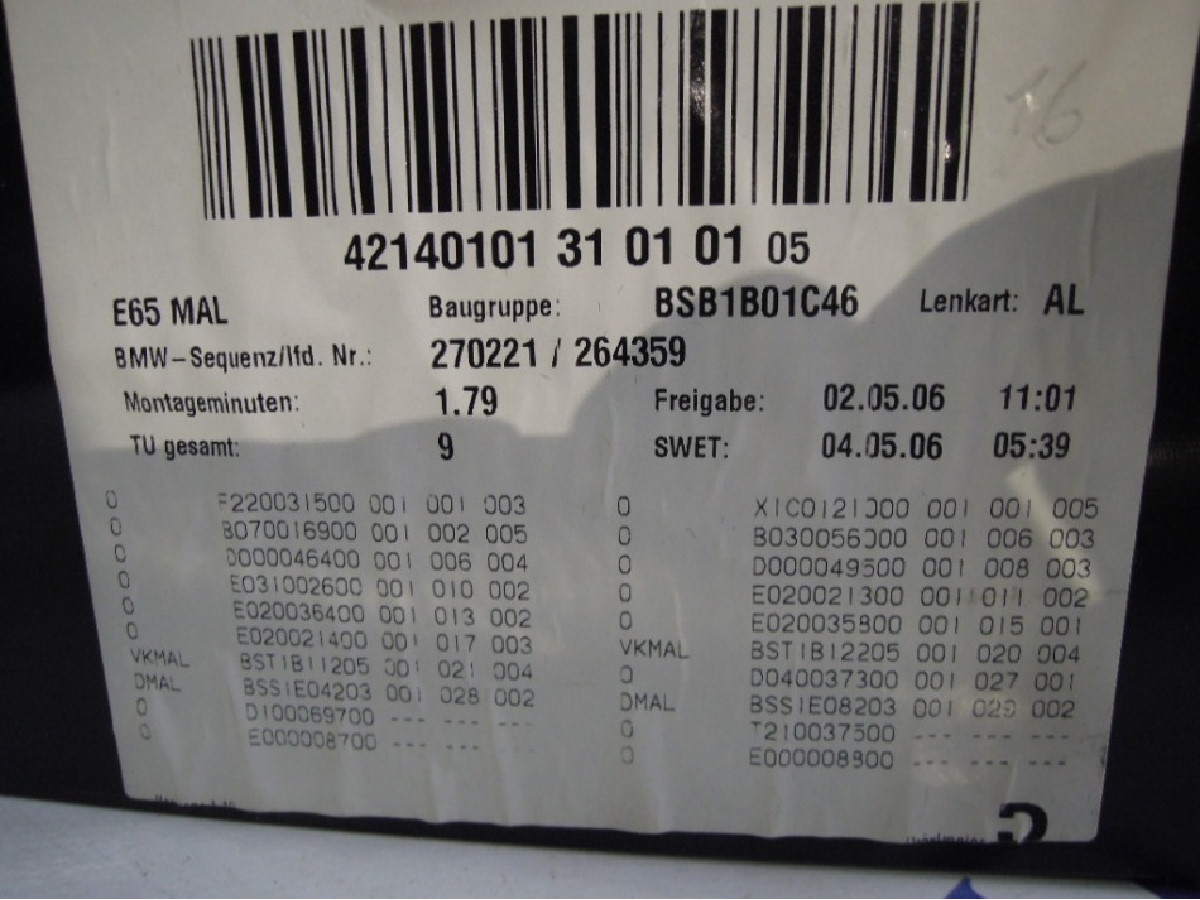 16
42140101 31 01 01 05
E65 MAL Baugruppe: BSB1B01C46 Lenkart: AL
BMW-Sequenz/lfd. Nr.: 270221 / 264359
Montageminuten: 1.79 Freigabe: 02.05.06 11:01
TU gesamt: 9 SWET: 04.05.06 05:39
0 F220031500 001 001 003 0 X1C0121000 001 001 005
0 B070016900 001 002 005 0 B030056000 001 006 003
0 D000046400 001 006 004 0 D000049500 001 008 003
0 E031002600 001 010 002 0 E020021300 001 011 002
0 E020036400 001 013 002 0 E020035800 001 015 001
0 E020021400 001 017 003 VKMAL BST1B12205 001 020 004
VKMAL BST1B11205 001 021 004 0 D040037300 001 027 001
DMAL BSS1E04203 001 028 002 DMAL BSS1E08203 001 029 002
0 D100069700 --- --- --- 0 T210037500 --- --- ---
0 E000008700 --- --- --- 0 E000008800 --- --- ---